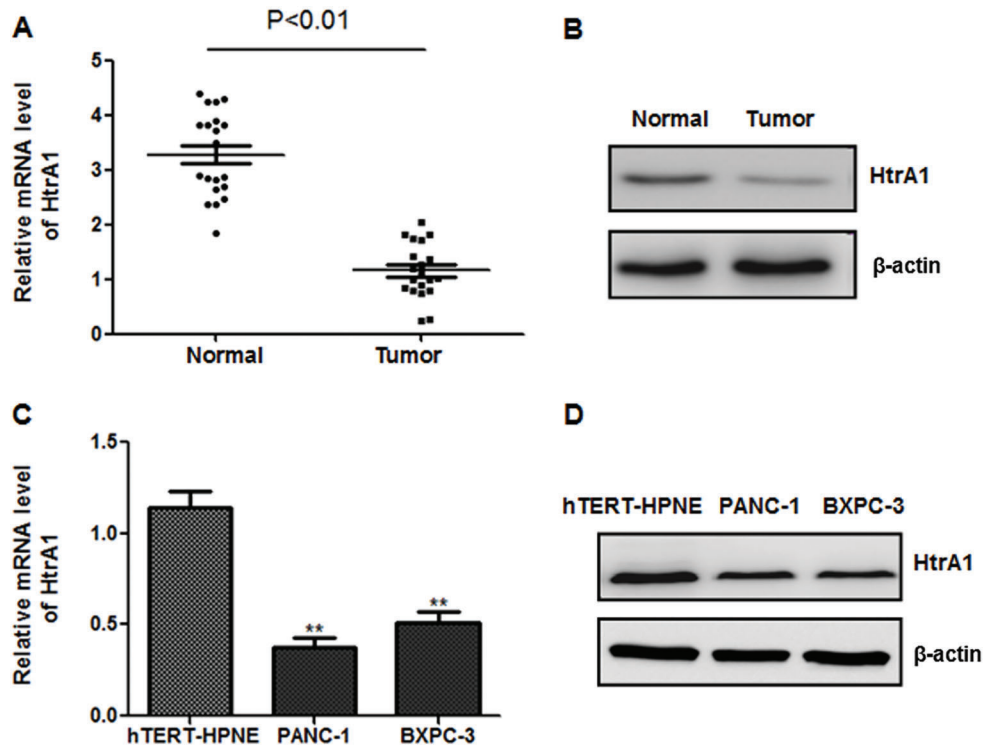 A
P<0.01
Relative mRNA level
of HtrA1
5
4
3
2
1
0
Normal
Tumor
B
Normal
Tumor
HtrA1
β-actin
C
Relative mRNA level
of HtrA1
1.5
1.0
0.5
0.0
**
**
hTERT-HPNE
PANC-1
BXPC-3
D
hTERT-HPNE
PANC-1
BXPC-3
HtrA1
β-actin